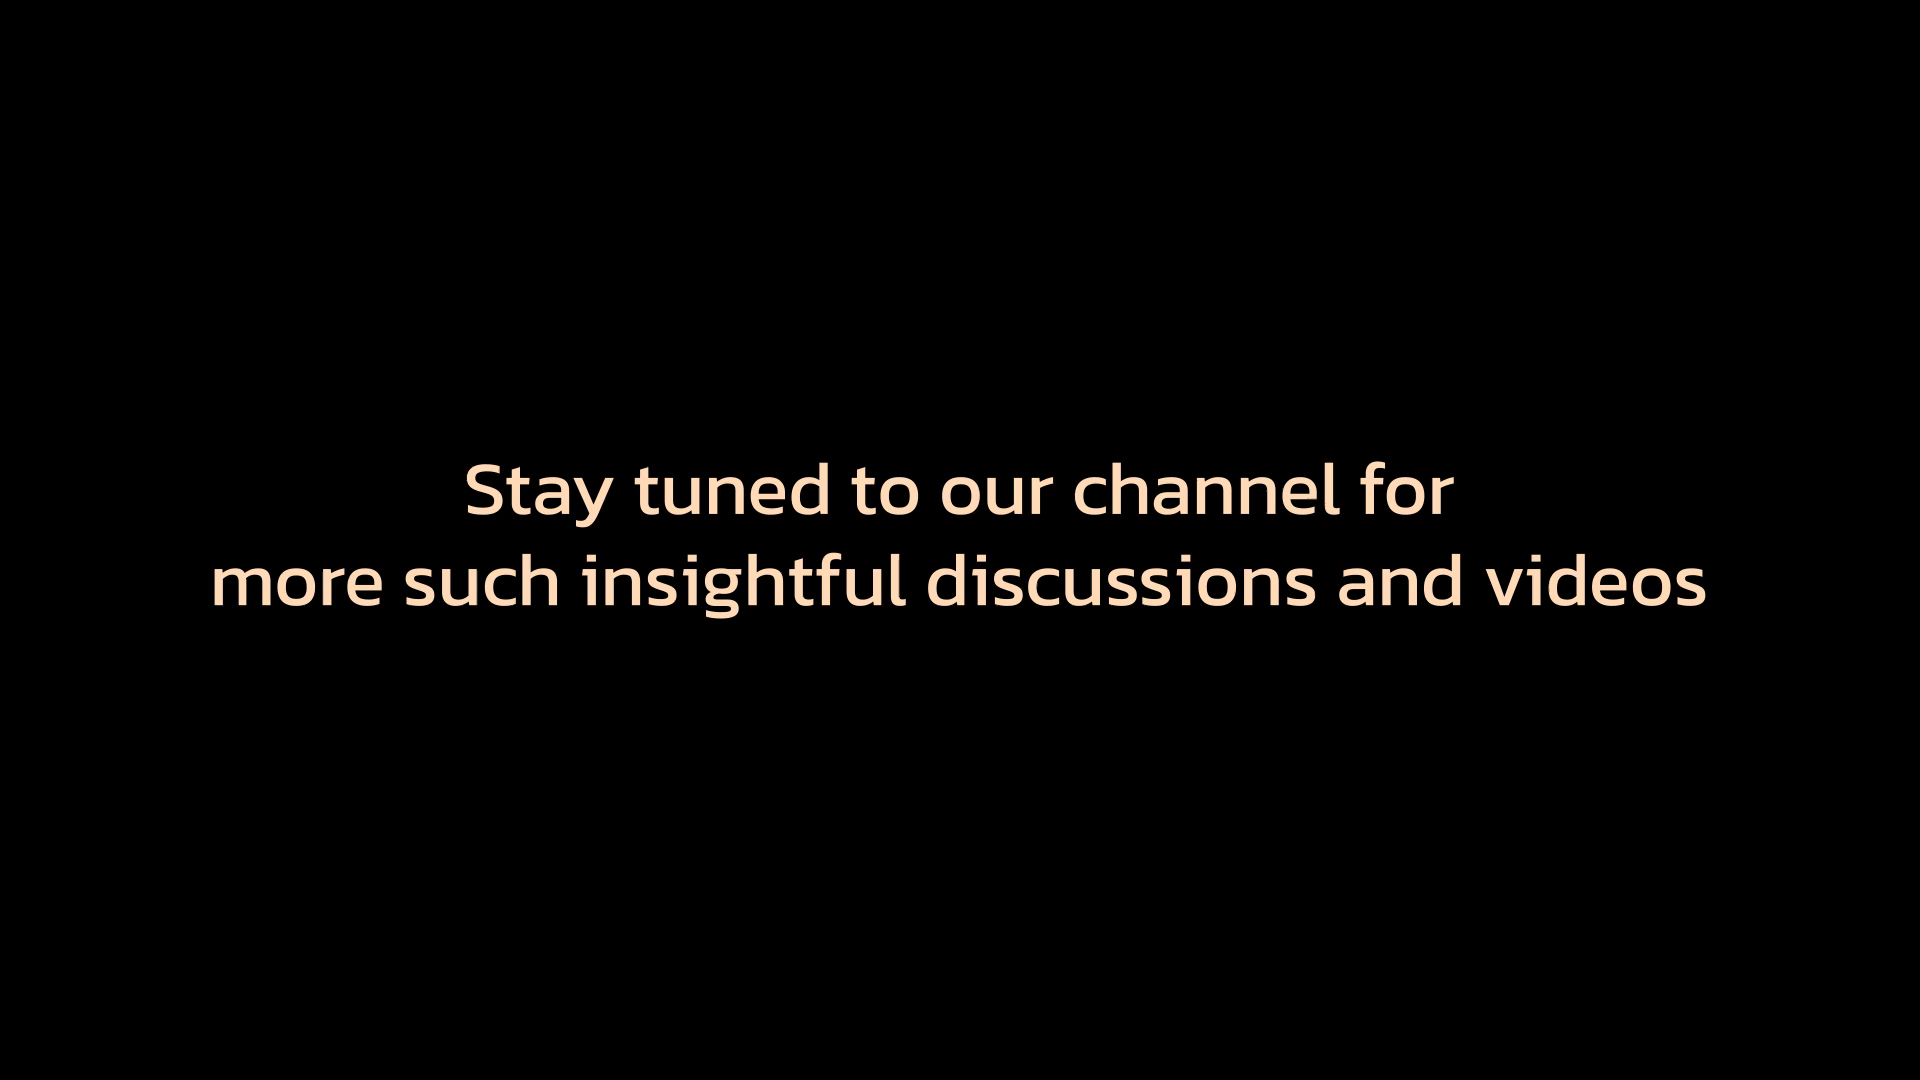 Stay tuned to our channel for
more such insightful discussions and videos